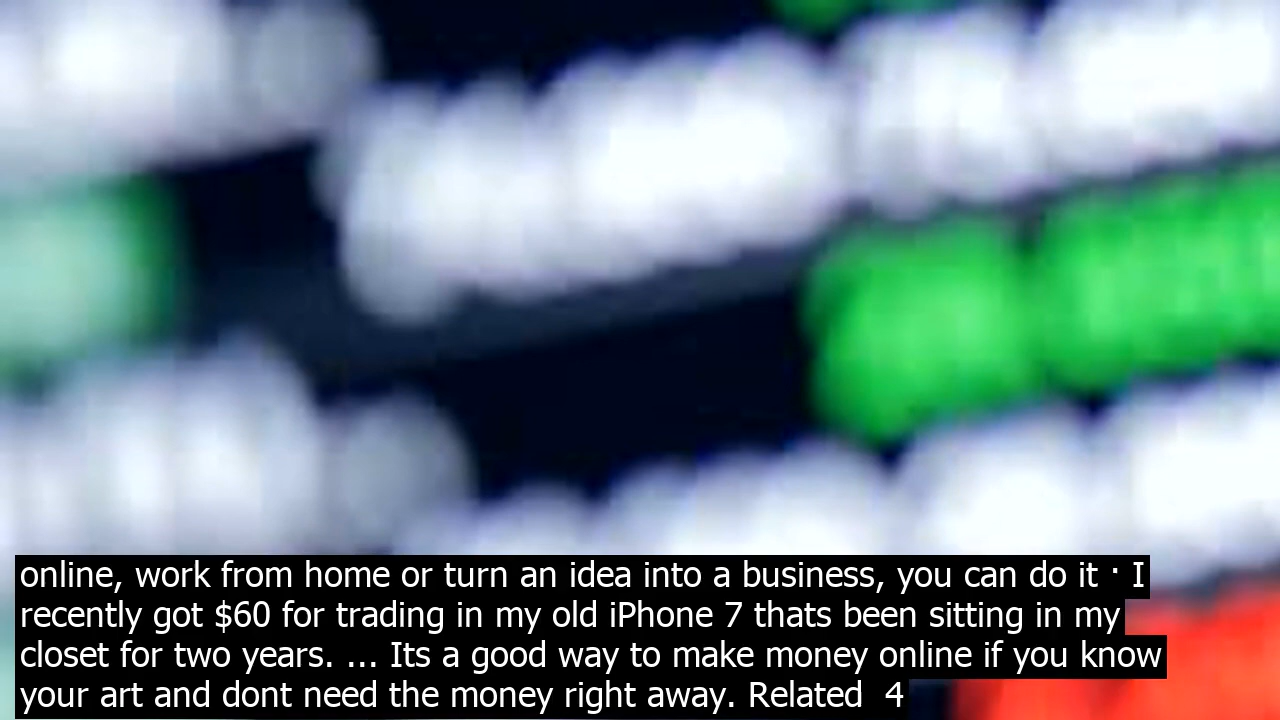 online, work from home or turn an idea into a business, you can do it · I
recently got $60 for trading in my old iPhone 7 thats been sitting in my
closet for two years. ... Its a good way to make money online if you know
your art and dont need the money right away. Related  4